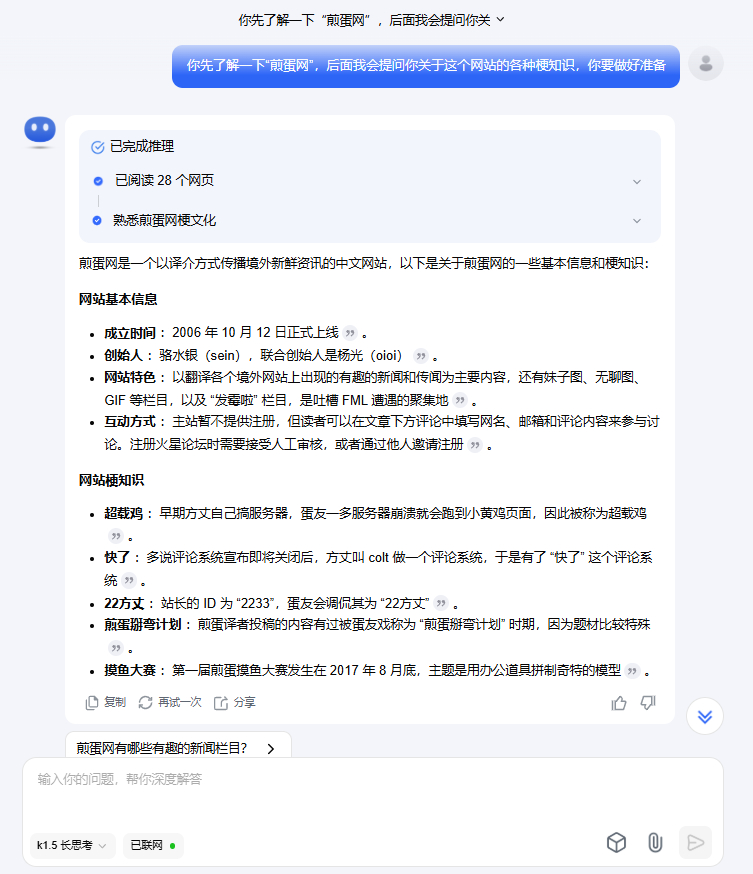 你先了解一下 “煎蛋网” ，后面我会提问你关
你先了解一下“煎蛋网”，后面我会提问你关于这个网站的各种梗知识，你要做好准备
已完成推理
已阅读 28 个网页
熟悉煎蛋网梗文化
煎蛋网是一个以译介方式传播境外新鲜资讯的中文网站，以下是关于煎蛋网的一些基本信息和梗知识：
网站基本信息
• 成立时间 ：2006 年 10 月 12 日正式上线 ” 。
• 创始人 ：骆水银（sein），联合创始人是杨光（oioi） ” 。
• 网站特色 ：以翻译各个境外网站上出现的有趣的新闻和传闻为主要内容，还有妹子图、无聊图、
GIF 等栏目，以及 “发霉啦” 栏目，是吐槽 FML 遭遇的聚集地 ” 。
• 互动方式 ：主站暂不提供注册，但读者可以在文章下方评论中填写网名、邮箱和评论内容来参与讨
论。注册火星论坛时需要接受人工审核，或者通过他人邀请注册 ” 。
网站梗知识
• 超载鸡 ：早期方丈自己搞服务器，蛋友一多服务器崩溃就会跑到小黄鸡页面，因此被称为超载鸡
” 。
• 快了 ：多说评论系统宣布即将关闭后，方丈叫 colt 做一个评论系统，于是有了 “快了” 这个评论系
统 ” 。
• 22方丈 ：站长的 ID 为 “2233”，蛋友会调侃其为 “22方丈” ” 。
• 煎蛋掰弯计划 ：煎蛋译者投稿的内容有过被蛋友戏称为 “煎蛋掰弯计划” 时期，因为题材比较特殊
” 。
• 摸鱼大赛 ：第一届煎蛋摸鱼大赛发生在 2017 年 8 月底，主题是用办公道具拼制奇特的模型 ” 。
复制 再试一次 分享
煎蛋网有哪些有趣的新闻栏目？
输入你的问题，帮你深度解答
k1.5 长思考 已联网